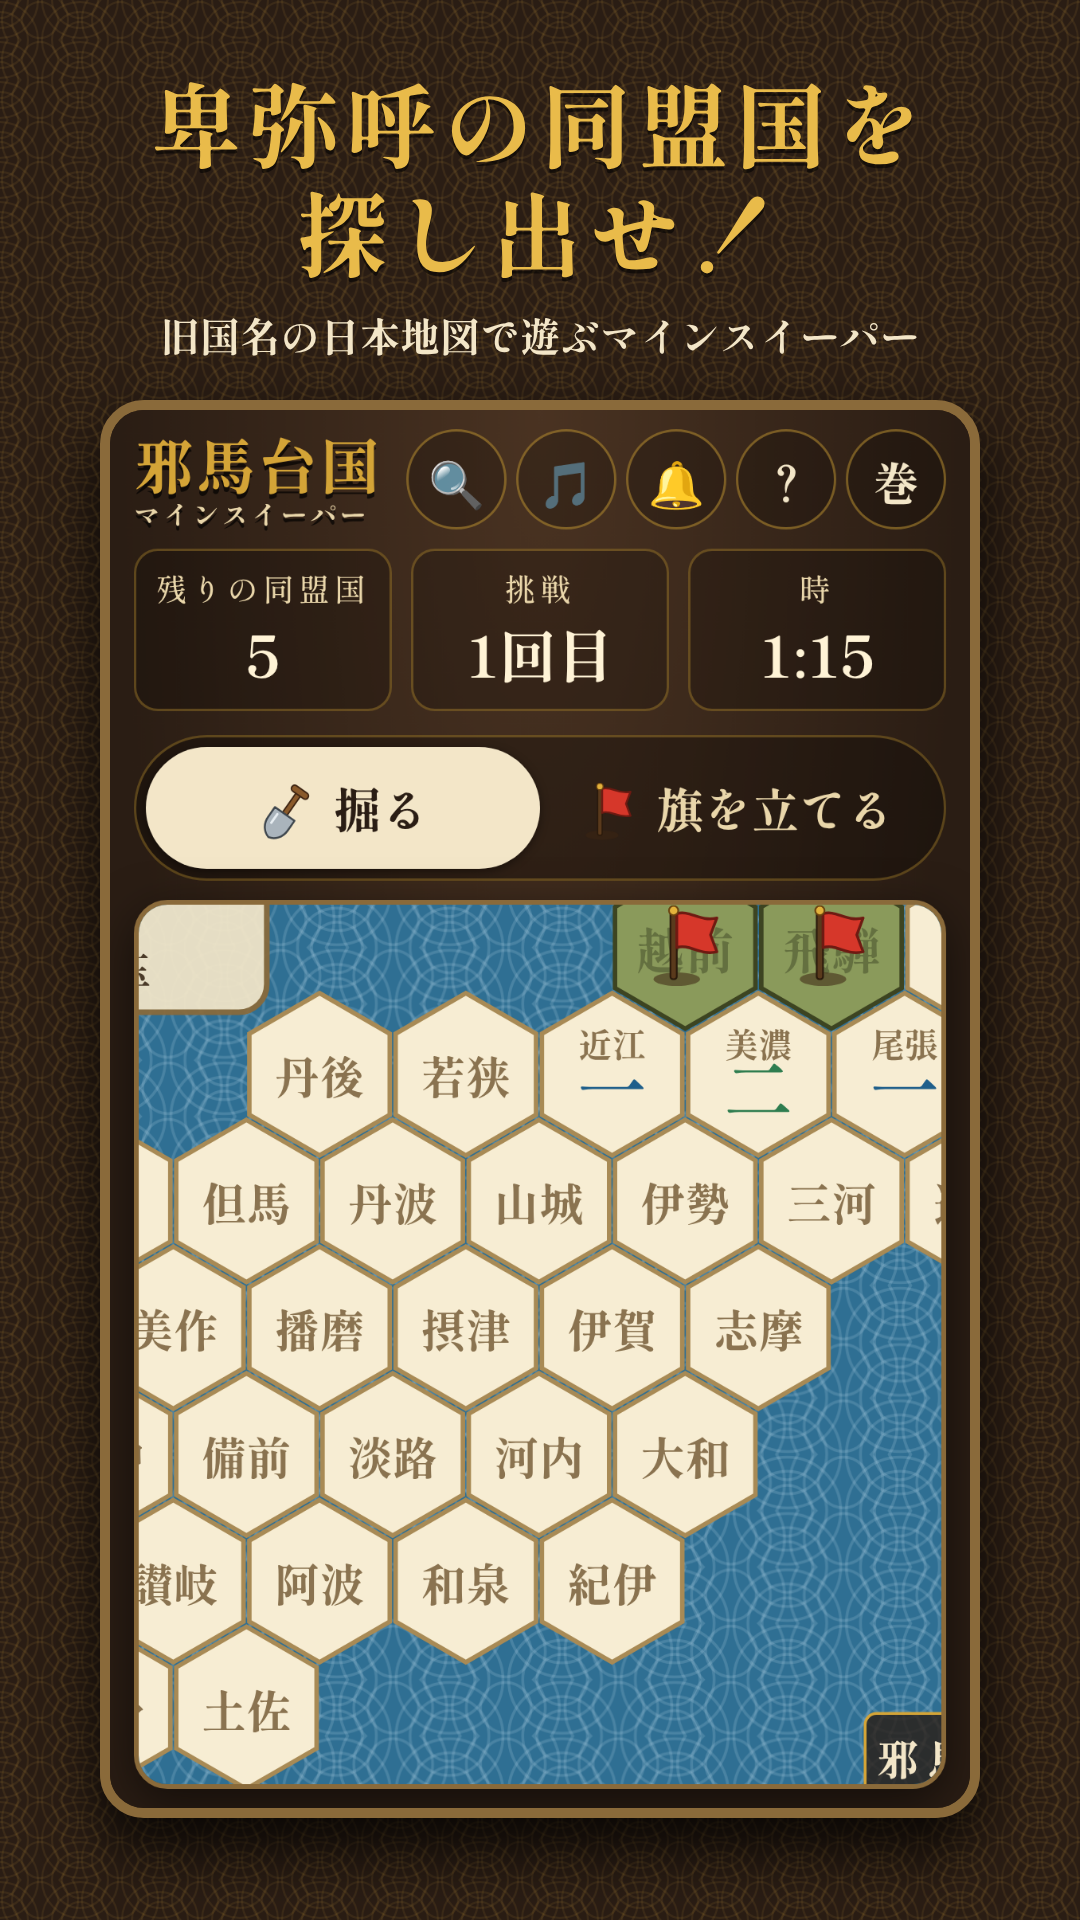 卑弥呼の同盟国を
探し出せ！
旧国名の日本地図で遊ぶマインスイーパー
邪馬台国
マインスイーパー
?
巻
残りの同盟国
5
挑戦
1回目
時
1:15
掘る
旗を立てる
越前
飛騨
丹後
若狭
近江
一
美濃
二
尾張
一
但馬
丹波
山城
伊勢
三河
美作
播磨
摂津
伊賀
志摩
備前
淡路
河内
大和
讃岐
阿波
和泉
紀伊
土佐
邪